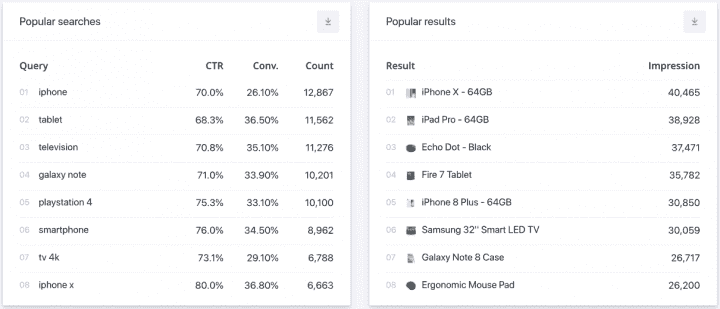 Popular searches
Query CTR Conv. Count
01 iphone 70.0% 26.10% 12,867
02 tablet 68.3% 36.50% 11,562
03 television 70.8% 35.10% 11,276
04 galaxy note 71.0% 33.90% 10,201
05 playstation 4 75.3% 33.10% 10,100
06 smartphone 76.0% 34.50% 8,962
07 tv 4k 73.1% 29.10% 6,788
08 iphone x 80.0% 36.80% 6,663
Popular results
Result Impression
01 iPhone X - 64GB 40,465
02 iPad Pro - 64GB 38,928
03 Echo Dot - Black 37,471
04 Fire 7 Tablet 35,782
05 iPhone 8 Plus - 64GB 30,850
06 Samsung 32" Smart LED TV 30,059
07 Galaxy Note 8 Case 26,717
08 Ergonomic Mouse Pad 26,200